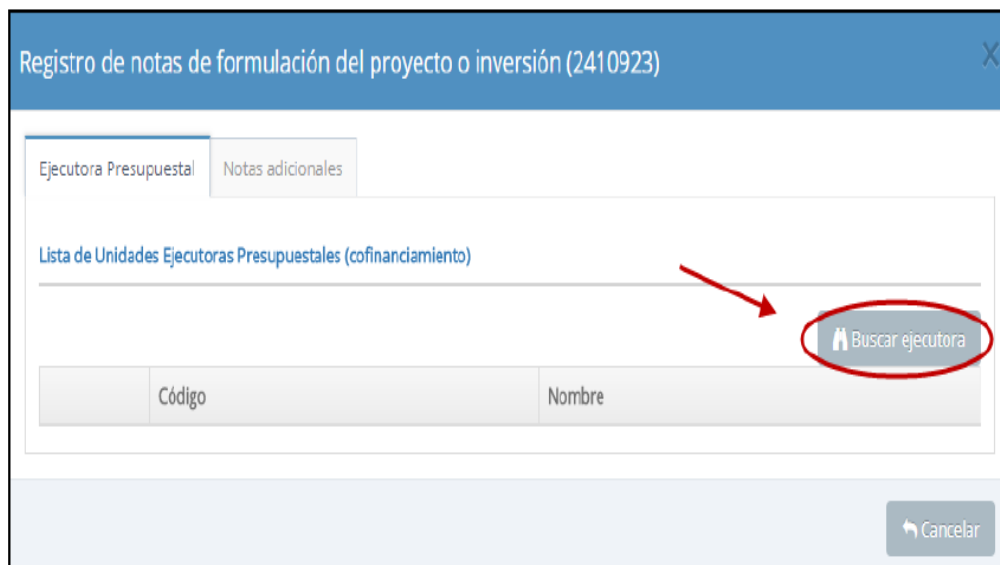 Registro de notas de formulación del proyecto o inversión (2410923)
X
Ejecutora Presupuestal
Notas adicionales
Lista de Unidades Ejecutoras Presupuestales (cofinanciamiento)
Buscar ejecutora
Código
Nombre
Cancelar